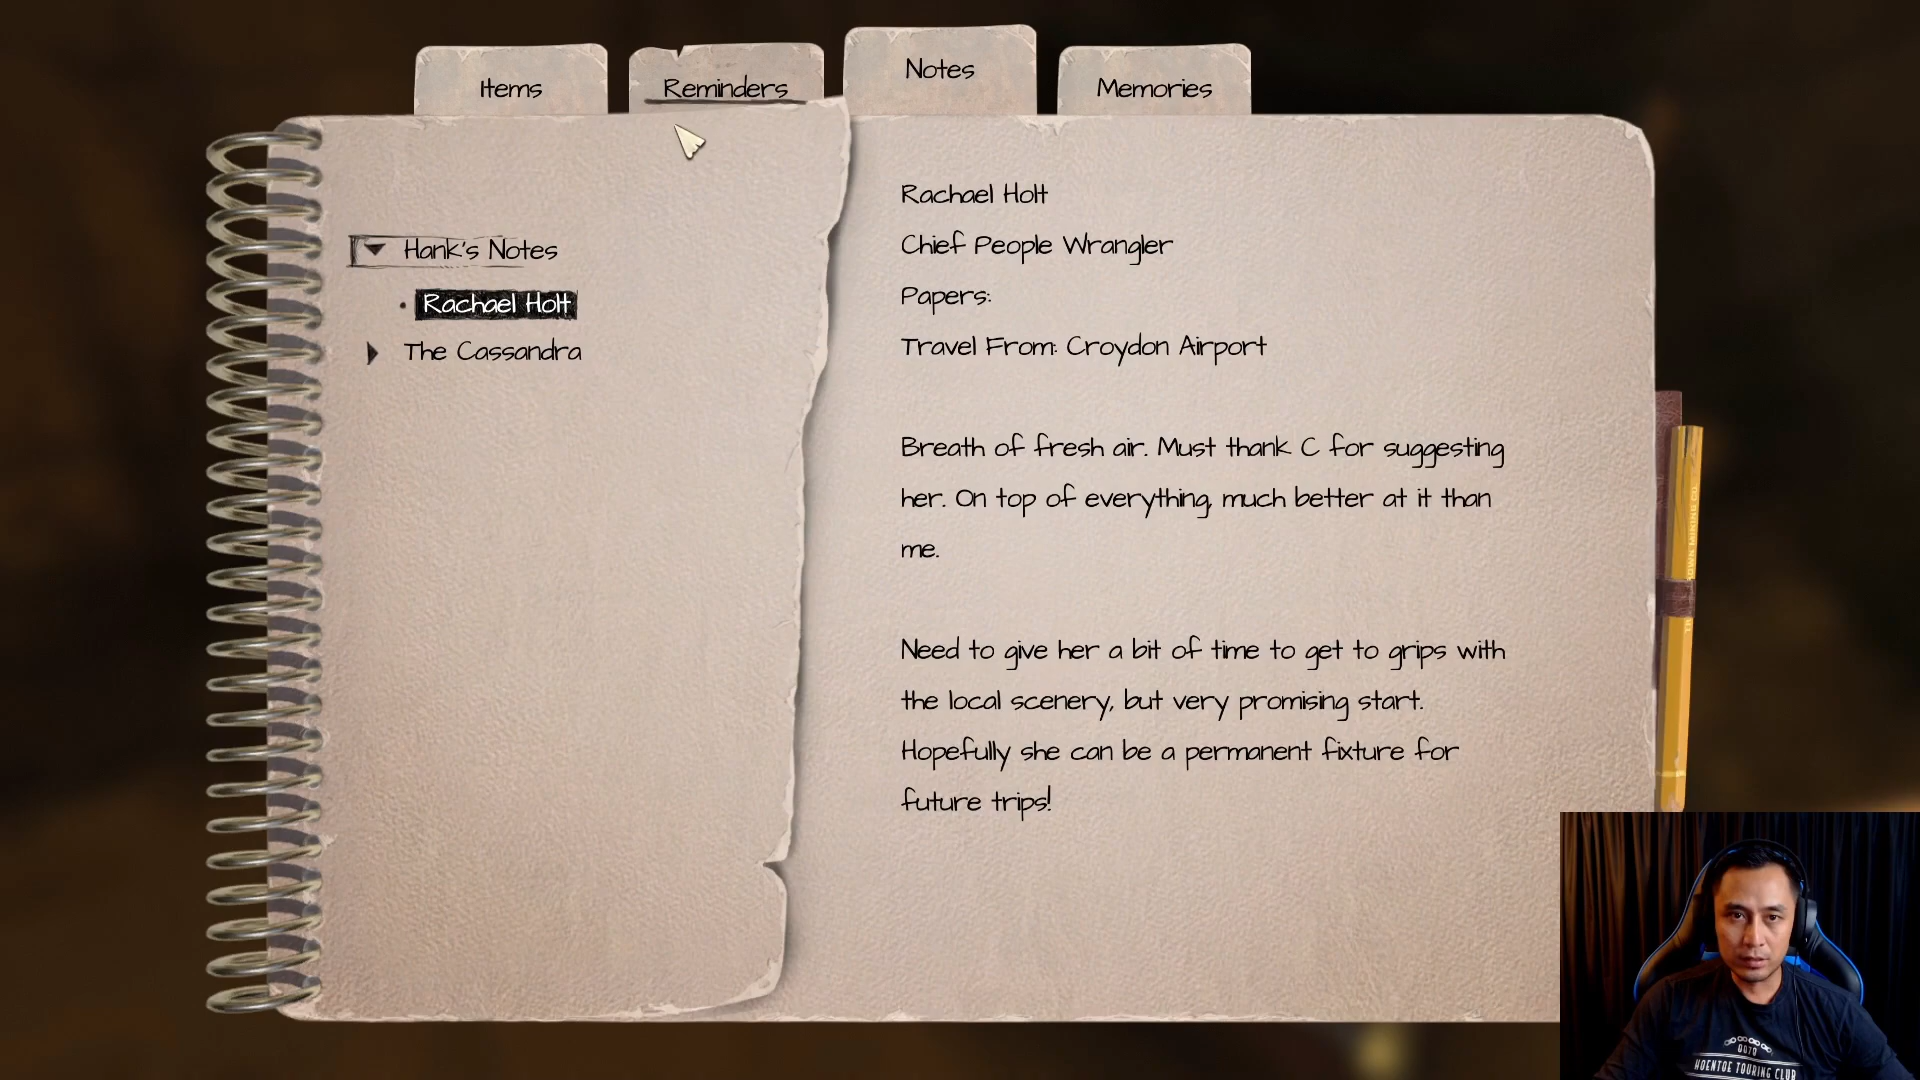 Items
Reminders
Notes
Memories
Hank's Notes
Rachael Holt
The Cassandra
Rachael Holt
Chief People Wrangler
Papers:
Travel From: Croydon Airport
Breath of fresh air. Must thank C for suggesting
her. On top of everything, much better at it than
me.
Need to give her a bit of time to get to grips with
the local scenery, but very promising start.
Hopefully she can be a permanent fixture for
future trips!
HOENTOE TOURING CLUB